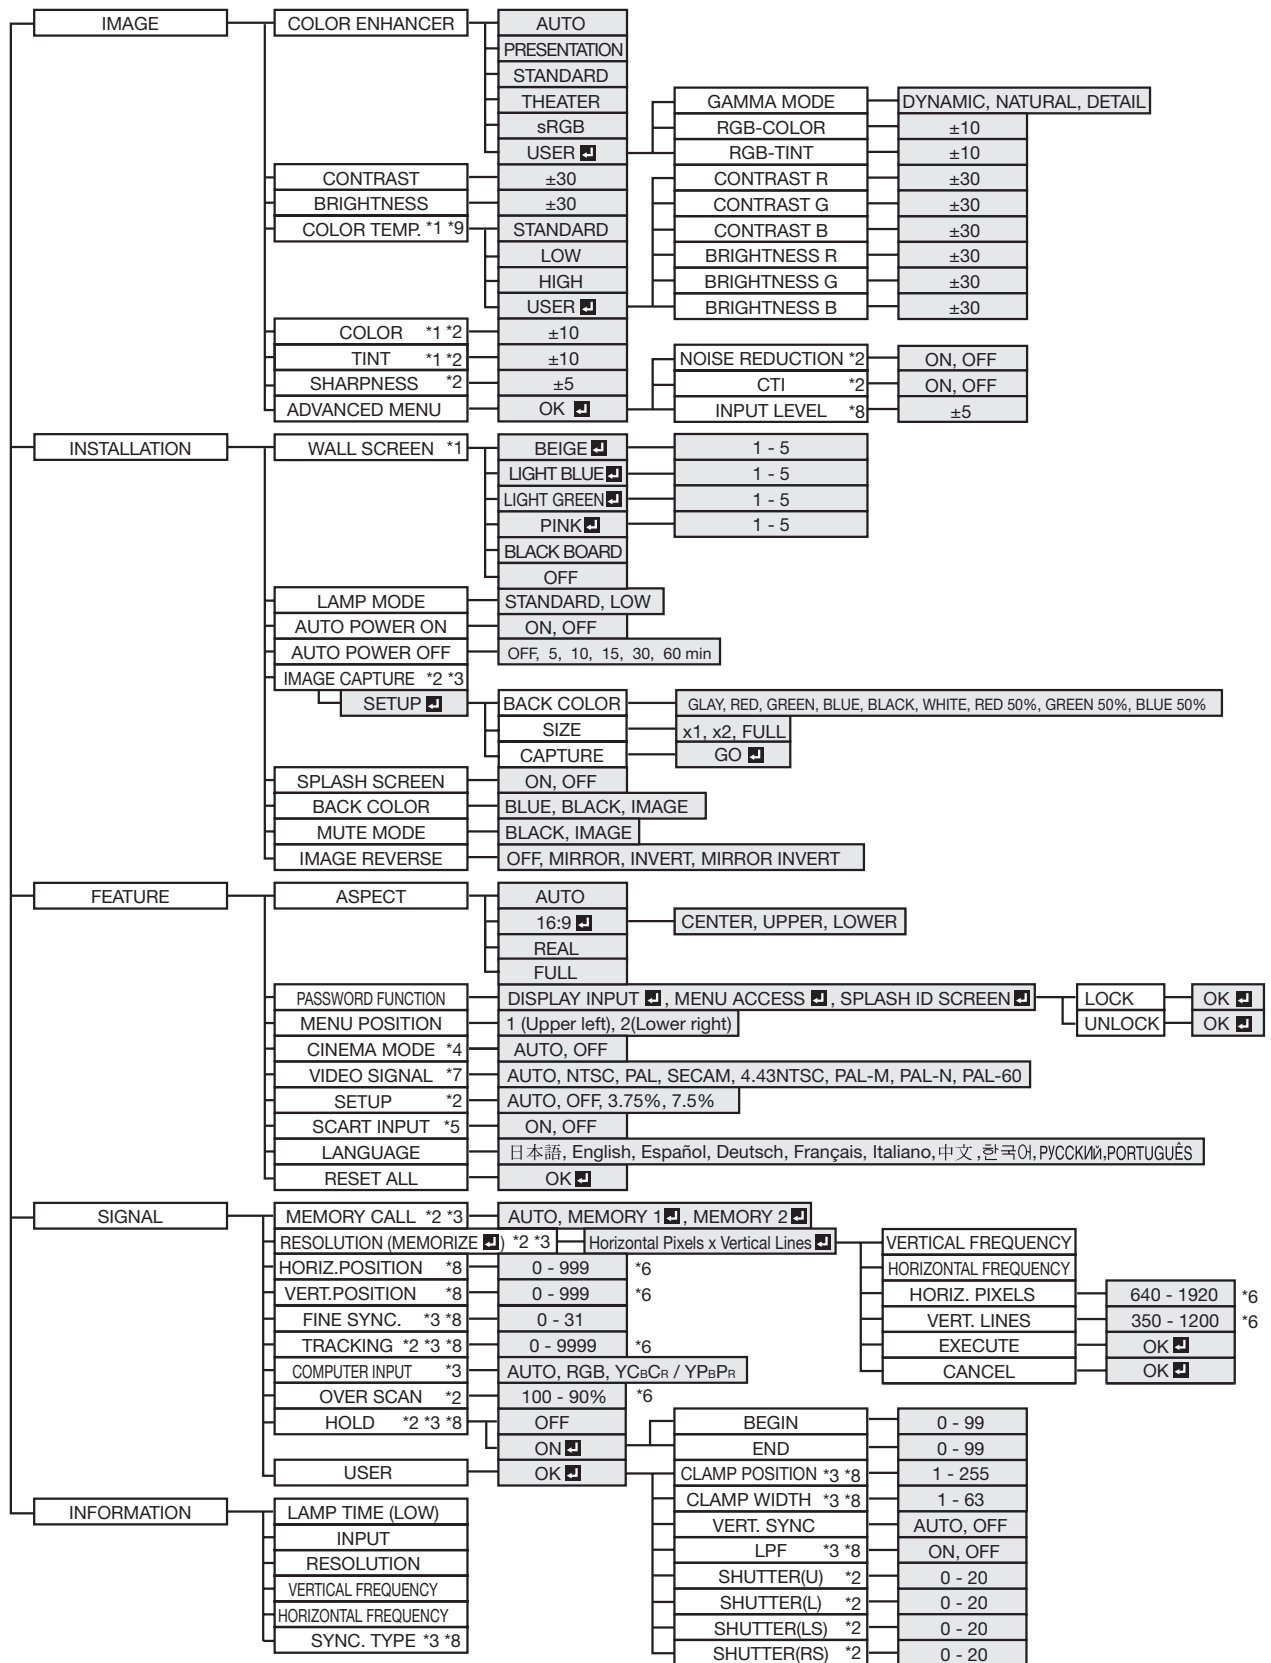 IMAGE COLOR ENHANCER AUTO
PRESENTATION
STANDARD
THEATER GAMMA MODE DYNAMIC, NATURAL, DETAIL
sRGB RGB-COLOR ±10
USER RGB-TINT ±10
CONTRAST ±30 CONTRAST R ±30
BRIGHTNESS ±30 CONTRAST G ±30
COLOR TEMP. *1 *9 STANDARD CONTRAST B ±30
LOW BRIGHTNESS R ±30
HIGH BRIGHTNESS G ±30
USER BRIGHTNESS B ±30
COLOR *1 *2 ±10
TINT *1 *2 ±10 NOISE REDUCTION *2 ON, OFF
SHARPNESS *2 ±5 CTI *2 ON, OFF
ADVANCED MENU OK INPUT LEVEL *8 ±5
INSTALLATION WALL SCREEN *1 BEIGE 1 - 5
LIGHT BLUE 1 - 5
LIGHT GREEN 1 - 5
PINK 1 - 5
BLACK BOARD
OFF
LAMP MODE STANDARD, LOW
AUTO POWER ON ON, OFF
AUTO POWER OFF OFF, 5, 10, 15, 30, 60 min
IMAGE CAPTURE *2 *3
SETUP BACK COLOR GLAY, RED, GREEN, BLUE, BLACK, WHITE, RED 50%, GREEN 50%, BLUE 50%
SIZE x1, x2, FULL
CAPTURE GO
SPLASH SCREEN ON, OFF
BACK COLOR BLUE, BLACK, IMAGE
MUTE MODE BLACK, IMAGE
IMAGE REVERSE OFF, MIRROR, INVERT, MIRROR INVERT
FEATURE ASPECT AUTO
16:9 CENTER, UPPER, LOWER
REAL
FULL
PASSWORD FUNCTION DISPLAY INPUT , MENU ACCESS , SPLASH ID SCREEN LOCK OK
MENU POSITION 1 (Upper left), 2(Lower right) UNLOCK OK
CINEMA MODE *4 AUTO, OFF
VIDEO SIGNAL *7 AUTO, NTSC, PAL, SECAM, 4.43NTSC, PAL-M, PAL-N, PAL-60
SETUP *2 AUTO, OFF, 3.75%, 7.5%
SCART INPUT *5 ON, OFF
LANGUAGE 日本語, English, Español, Deutsch, Français, Italiano, 中文 ,한국어, РУССКИЙ,PORTUGUÊS
RESET ALL OK
SIGNAL MEMORY CALL *2 *3 AUTO, MEMORY 1 , MEMORY 2
RESOLUTION (MEMORIZE ) *2 *3 Horizontal Pixels x Vertical Lines VERTICAL FREQUENCY
HORIZ.POSITION *8 0 - 999 *6 HORIZONTAL FREQUENCY
VERT.POSITION *8 0 - 999 *6 HORIZ. PIXELS 640 - 1920 *6
FINE SYNC. *3 *8 0 - 31 VERT. LINES 350 - 1200 *6
TRACKING *2 *3 *8 0 - 9999 *6 EXECUTE OK
COMPUTER INPUT *3 AUTO, RGB, YCBCR / YPBPR CANCEL OK
OVER SCAN *2 100 - 90% *6
HOLD *2 *3 *8 OFF BEGIN 0 - 99
ON END 0 - 99
USER OK CLAMP POSITION *3 *8 1 - 255
CLAMP WIDTH *3 *8 1 - 63
INFORMATION LAMP TIME (LOW) VERT. SYNC AUTO, OFF
INPUT LPF *3 *8 ON, OFF
RESOLUTION SHUTTER(U) *2 0 - 20
VERTICAL FREQUENCY SHUTTER(L) *2 0 - 20
HORIZONTAL FREQUENCY SHUTTER(LS) *2 0 - 20
SYNC. TYPE *3 *8 SHUTTER(RS) *2 0 - 20